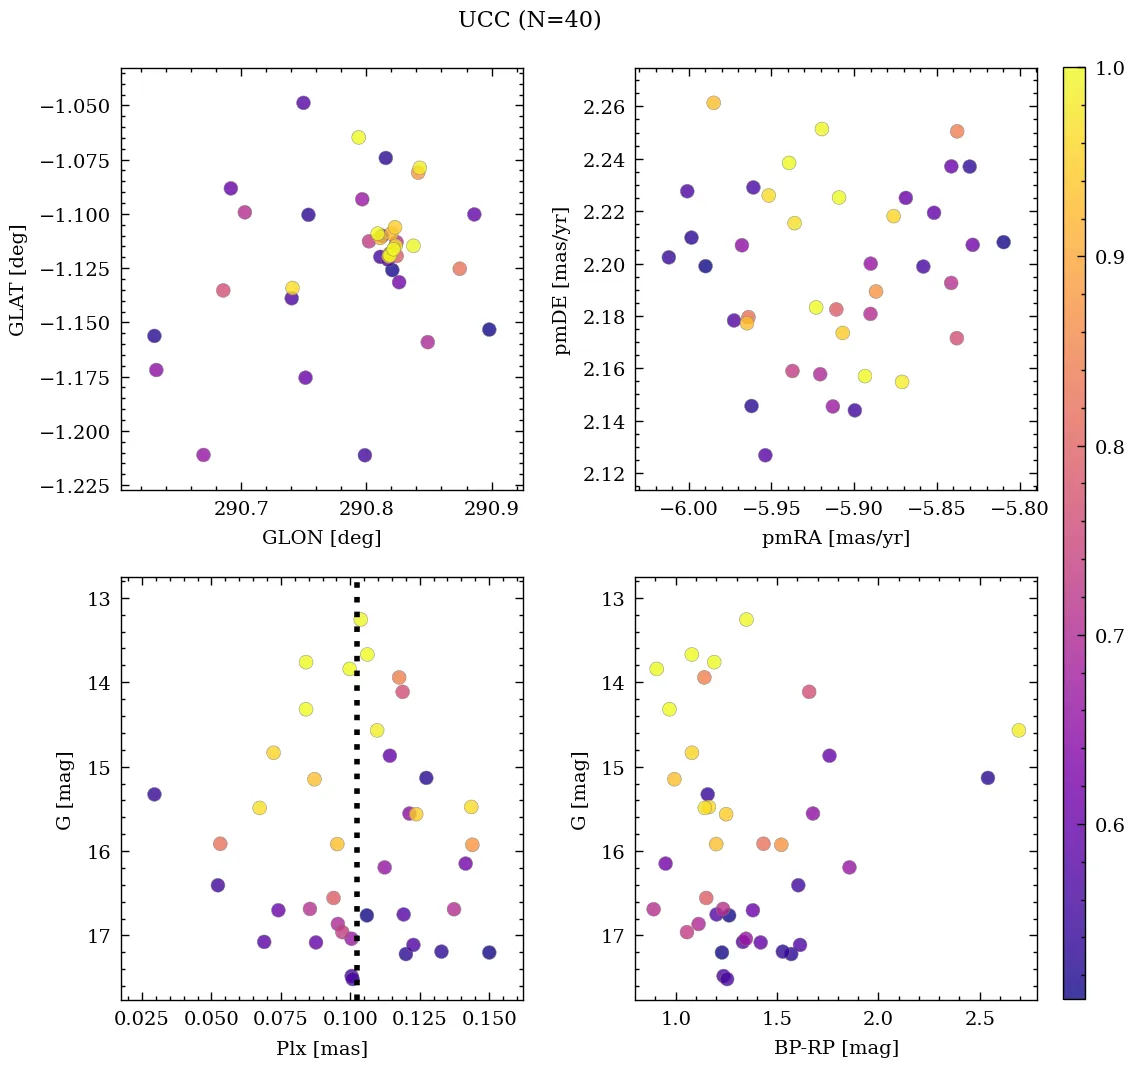 UCC (N=40)
−1.050
−1.075
−1.100
−1.125
−1.150
−1.175
−1.200
−1.225
GLAT [deg]
290.7 290.8 290.9
GLON [deg]
2.26
2.24
2.22
2.20
2.18
2.16
2.14
2.12
pmDE [mas/yr]
−6.00 −5.95 −5.90 −5.85 −5.80
pmRA [mas/yr]
13
14
15
16
17
G [mag]
0.025 0.050 0.075 0.100 0.125 0.150
Plx [mas]
13
14
15
16
17
G [mag]
1.0 1.5 2.0 2.5
BP-RP [mag]
1.0
0.9
0.8
0.7
0.6